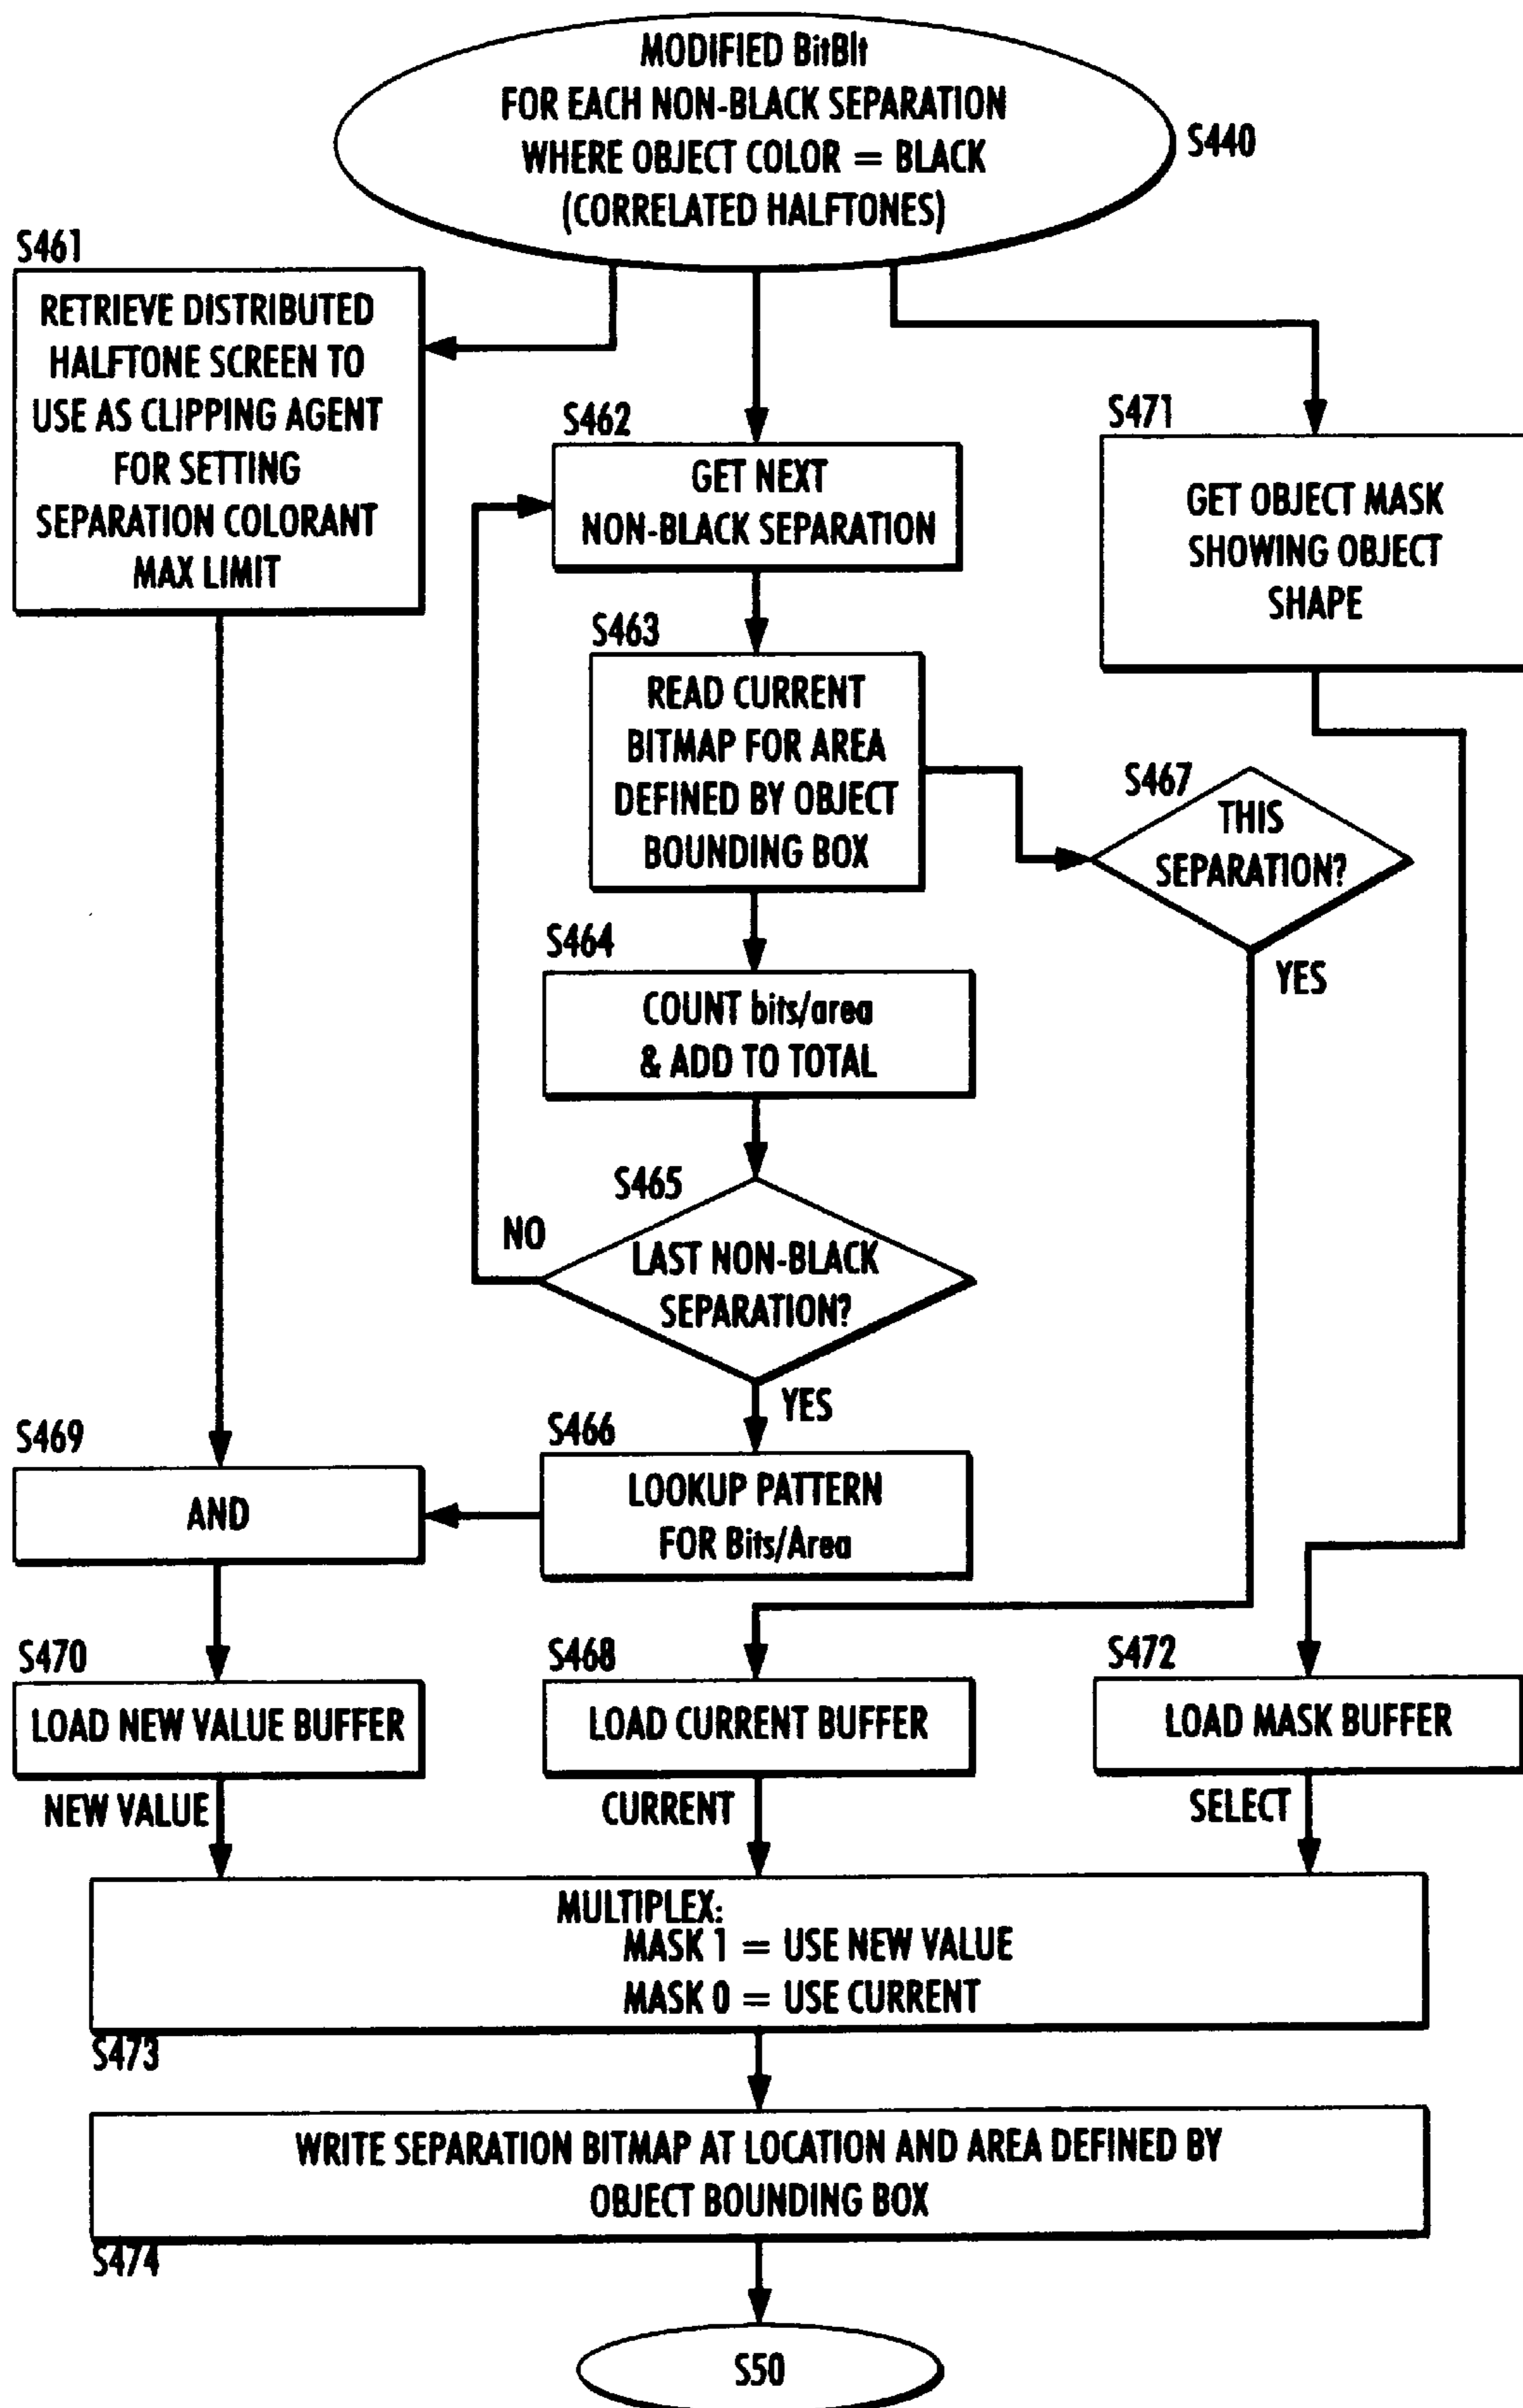 MODIFIED BitBlt
FOR EACH NON-BLACK SEPARATION
WHERE OBJECT COLOR = BLACK
(CORRELATED HALFTONES)
S440
S461
RETRIEVE DISTRIBUTED
HALFTONE SCREEN TO
USE AS CLIPPING AGENT
FOR SETTING
SEPARATION COLORANT
MAX LIMIT
S462
GET NEXT
NON-BLACK SEPARATION
S471
GET OBJECT MASK
SHOWING OBJECT
SHAPE
S463
READ CURRENT
BITMAP FOR AREA
DEFINED BY OBJECT
BOUNDING BOX
S467
THIS
SEPARATION?
YES
S464
COUNT bits/area
& ADD TO TOTAL
S465
NO
LAST NON-BLACK
SEPARATION?
YES
S469
AND
S466
LOOKUP PATTERN
FOR Bits/Area
S470
LOAD NEW VALUE BUFFER
S468
LOAD CURRENT BUFFER
S472
LOAD MASK BUFFER
NEW VALUE
CURRENT
SELECT
MULTIPLEX:
MASK 1 = USE NEW VALUE
MASK 0 = USE CURRENT
S473
WRITE SEPARATION BITMAP AT LOCATION AND AREA DEFINED BY
OBJECT BOUNDING BOX
S474
S50